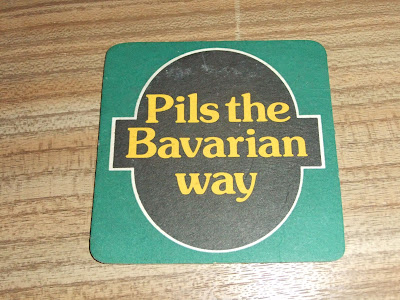 Pils the
Bavarian
way